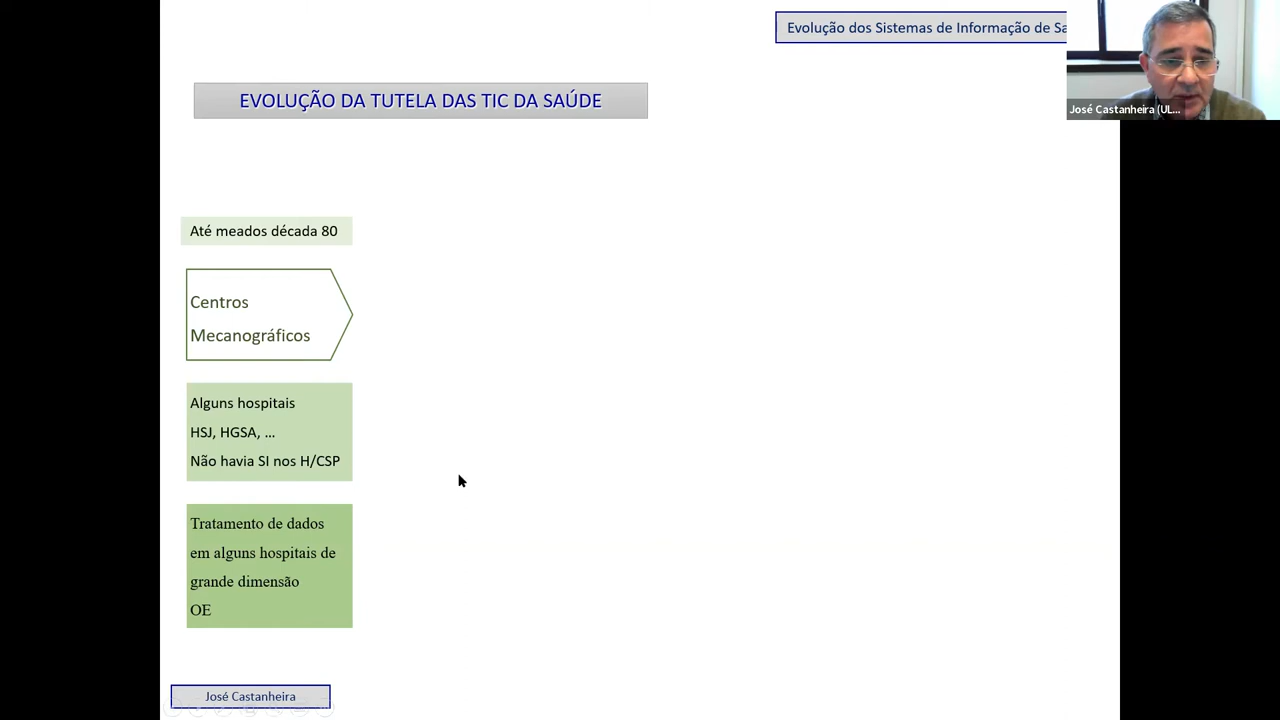 Evolução dos Sistemas de Informação de Sa
José Castanheira (UL...
EVOLUÇÃO DA TUTELA DAS TIC DA SAÚDE
Até meados década 80
Centros
Mecanográficos
Alguns hospitais
HSJ, HGSA, ...
Não havia SI nos H/CSP
Tratamento de dados
em alguns hospitais de
grande dimensão
OE
José Castanheira